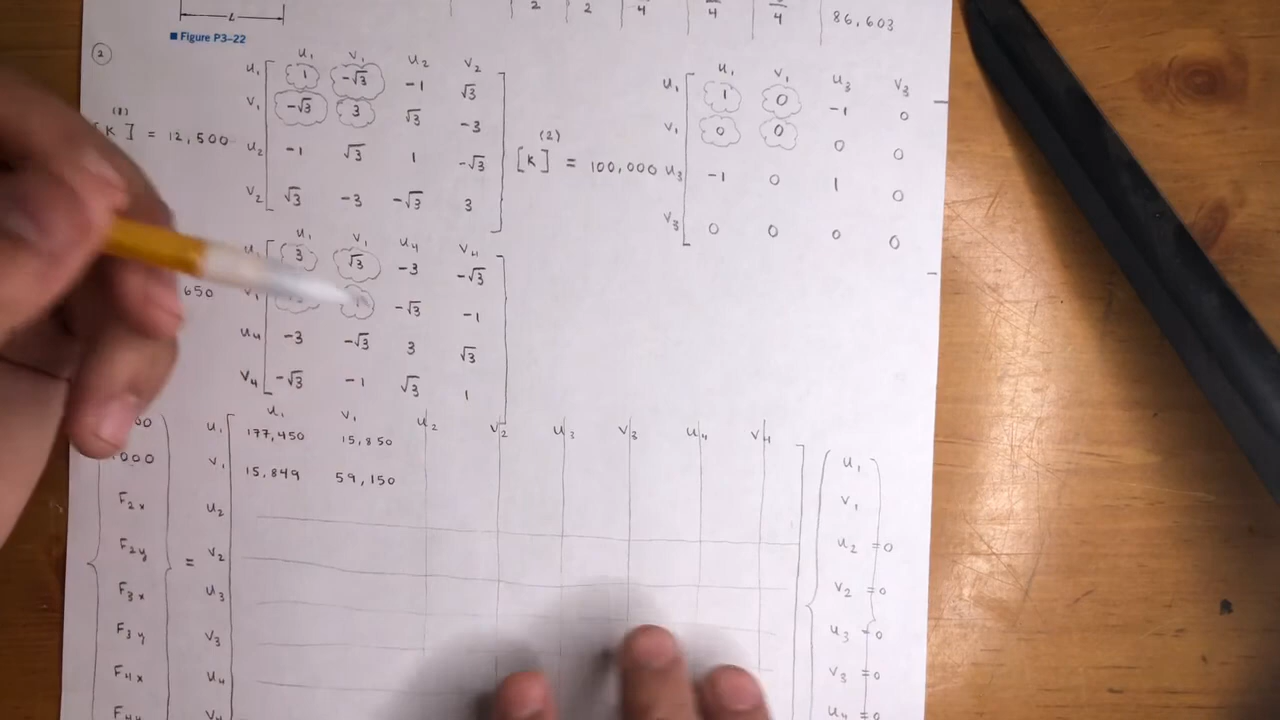 L
2 2 4 4 4 86,603
■ Figure P3–22
2
u1 v1 u2 v2
u1 1 -√3 -1 √3
v1 -√3 3 √3 -3
[K](1) = 12,500
u2 -1 √3 1 -√3
v2 √3 -3 -√3 3
u1 v1 u3 v3
u1 1 0 -1 0
v1 0 0 0 0
[K](2) = 100,000
u3 -1 0 1 0
v3 0 0 0 0
u1 v1 u4 v4
3 √3 -3 -√3
650
v1 -√3 -1
u4 -3 -√3 3 √3
v4 -√3 -1 √3 1
u1 v1 u2 v2 u3 v3 u4 v4
u1 177,450 15,850 u1
000 v1 15,849 59,150 v1
F2x u2 u2 = 0
F2y = v2 v2 = 0
F3x u3 u3 = 0
F3y v3 v3 = 0
F4x u4 u4 = 0
F4y v4